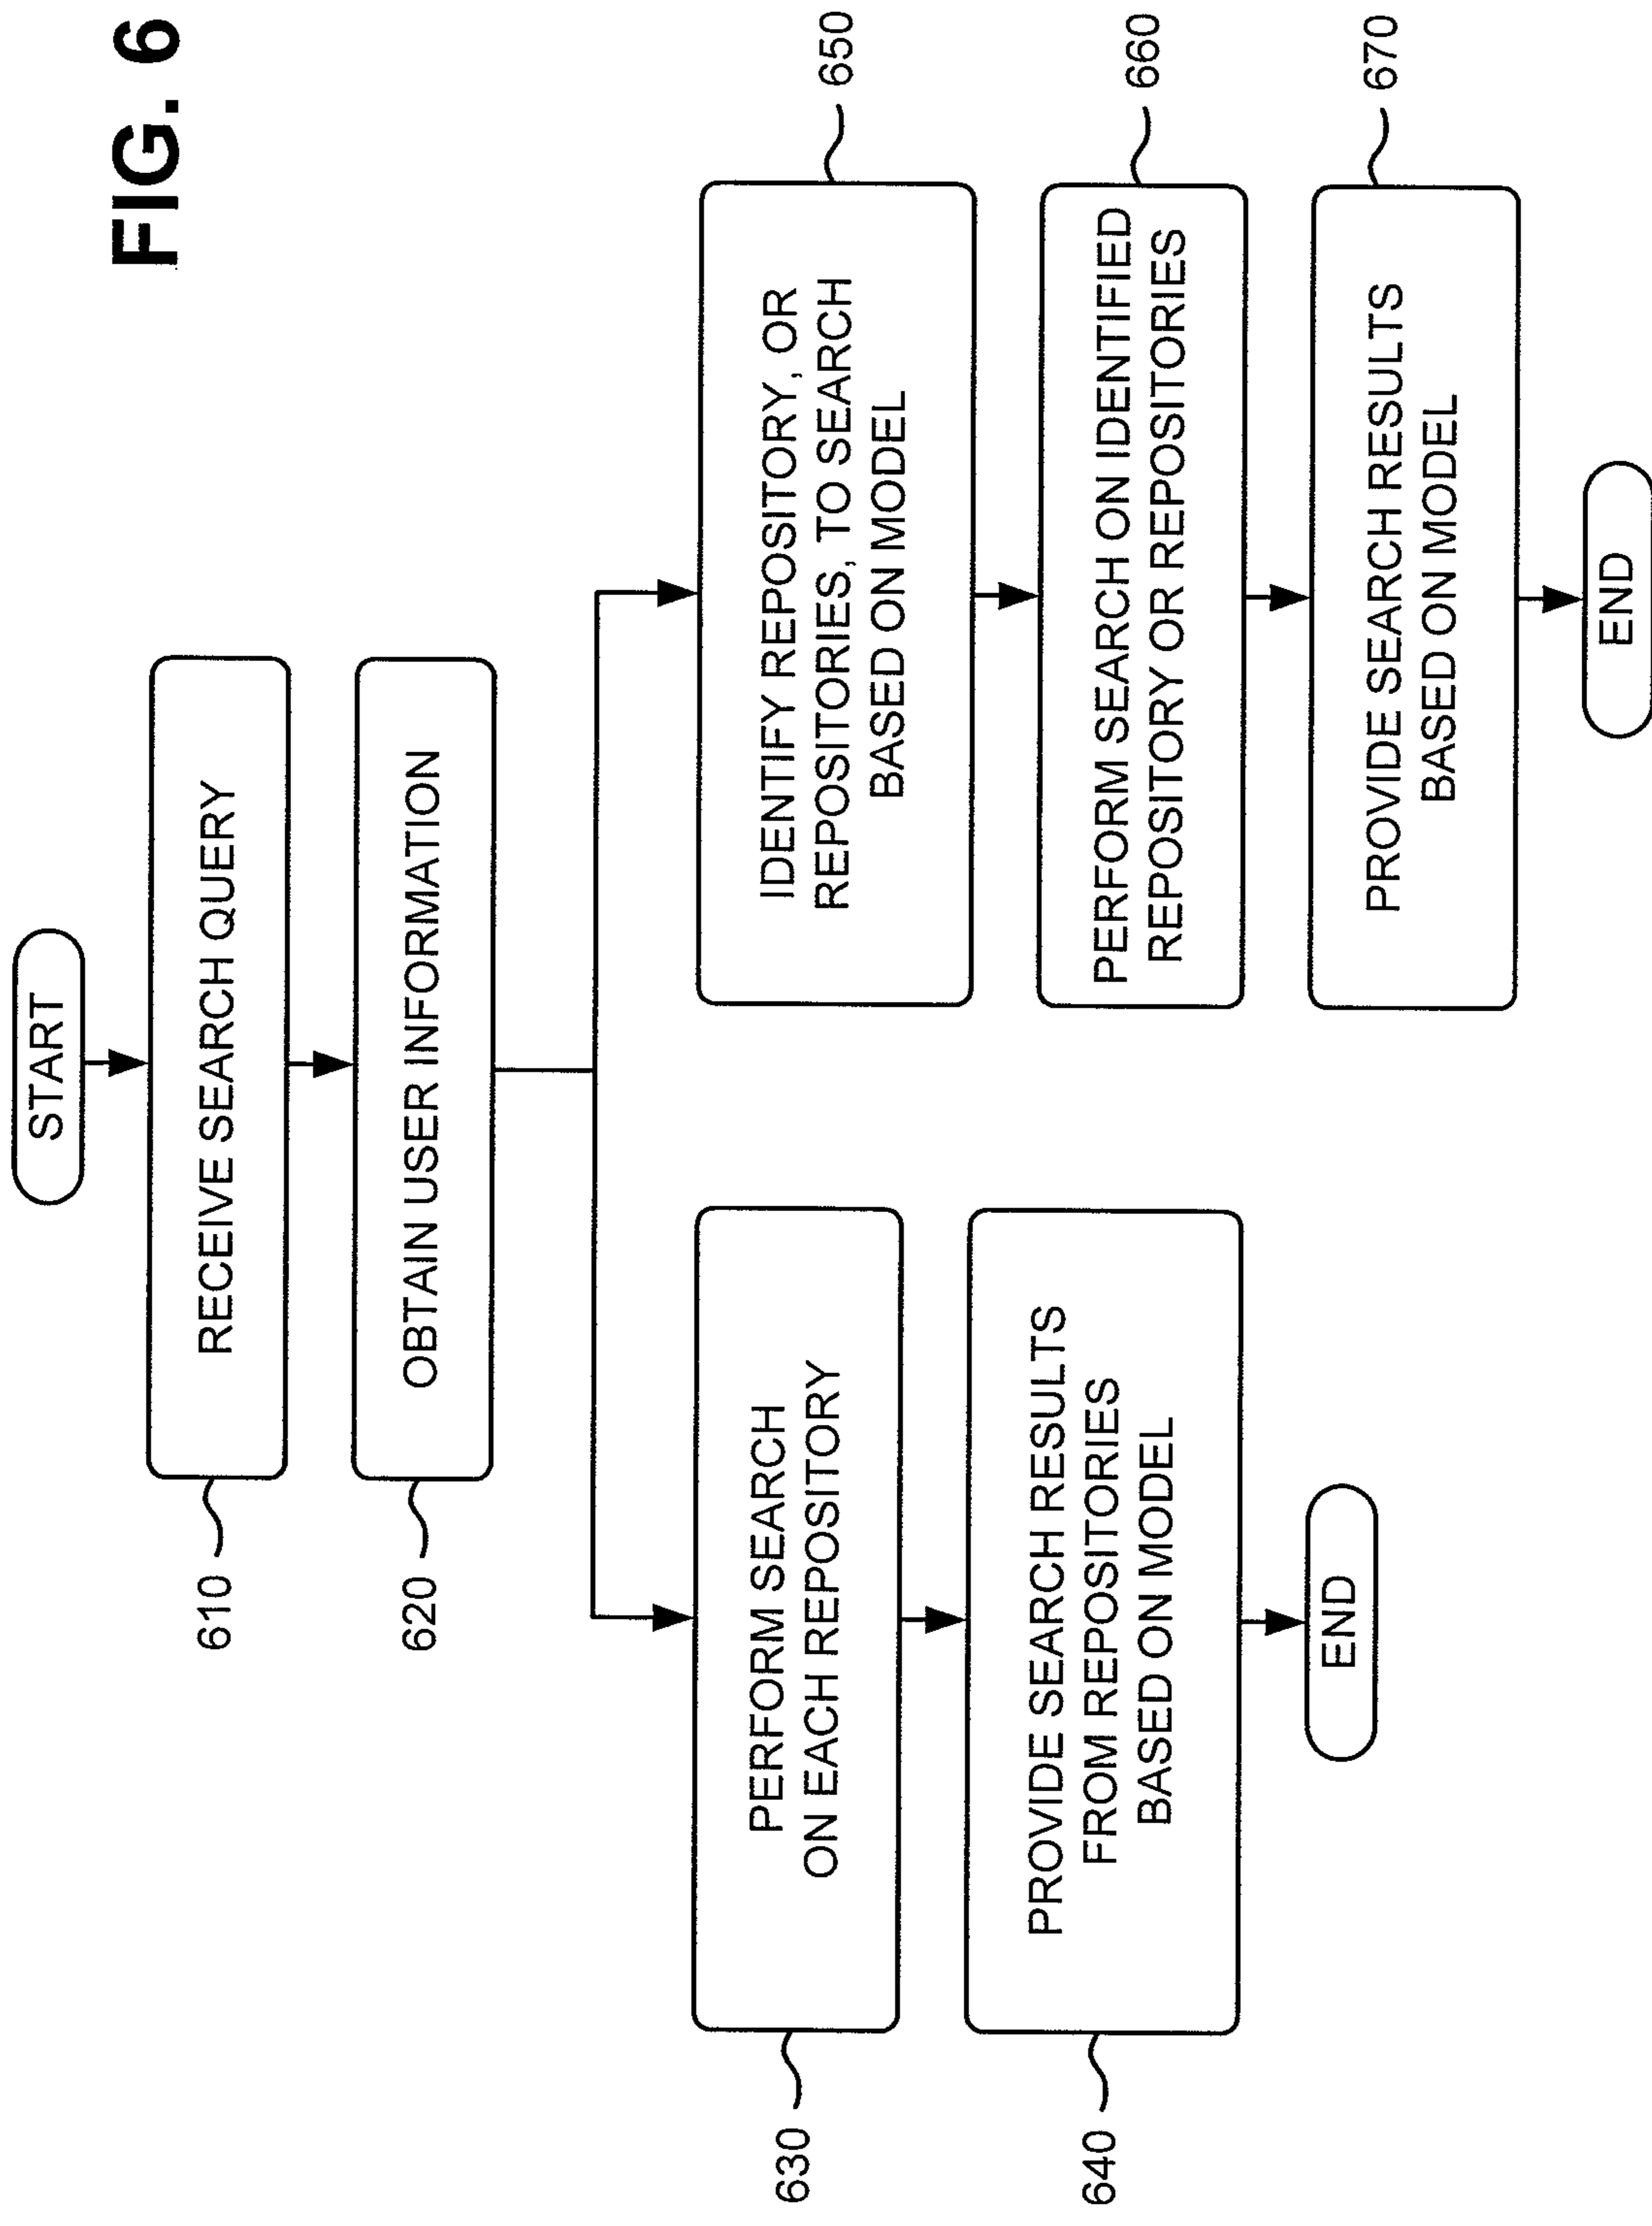 FIG. 6
START
RECEIVE SEARCH QUERY
610
OBTAIN USER INFORMATION
620
PERFORM SEARCH
ON EACH REPOSITORY
630
PROVIDE SEARCH RESULTS
FROM REPOSITORIES
BASED ON MODEL
640
END
IDENTIFY REPOSITORY, OR
REPOSITORIES, TO SEARCH
BASED ON MODEL
650
PERFORM SEARCH ON IDENTIFIED
REPOSITORY OR REPOSITORIES
660
PROVIDE SEARCH RESULTS
BASED ON MODEL
670
END